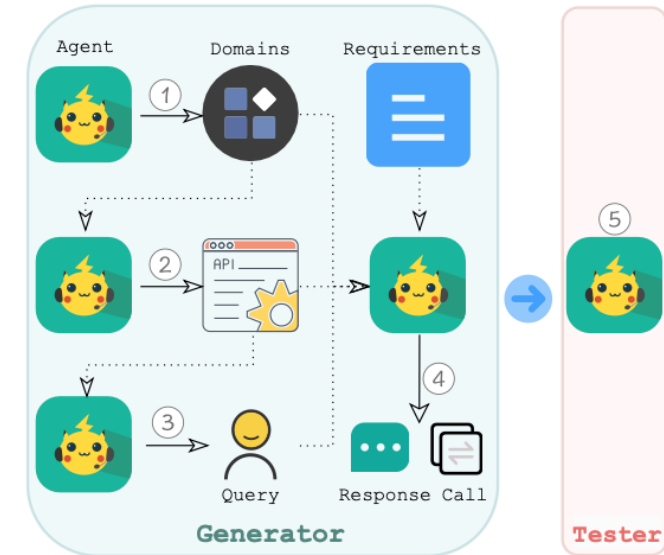 Agent
Domains
Requirements
1
2
API
5
3
4
Query
Response Call
Generator
Tester